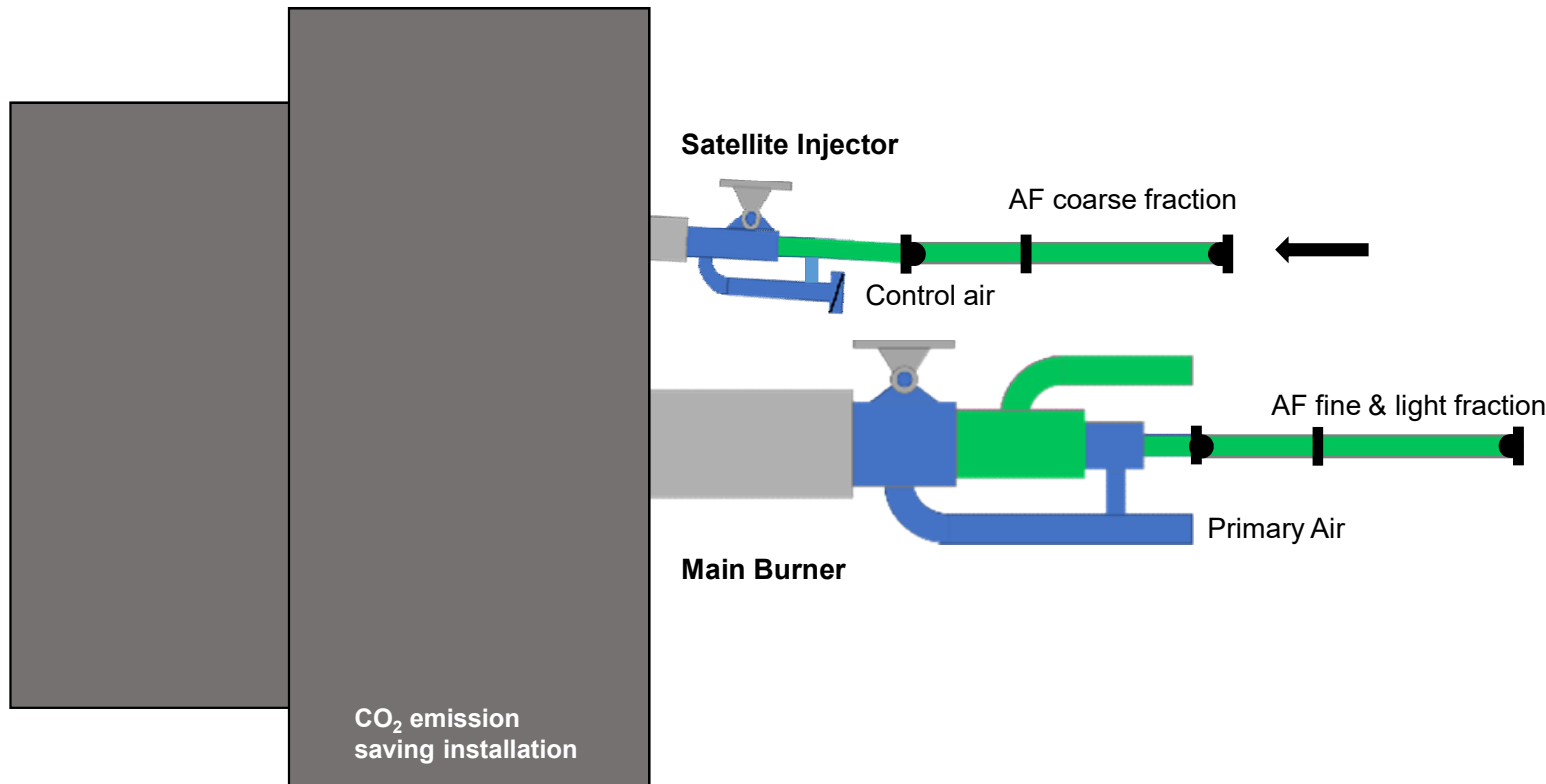 Satellite Injector
AF coarse fraction
Control air
AF fine & light fraction
Primary Air
Main Burner
CO₂ emission
saving installation